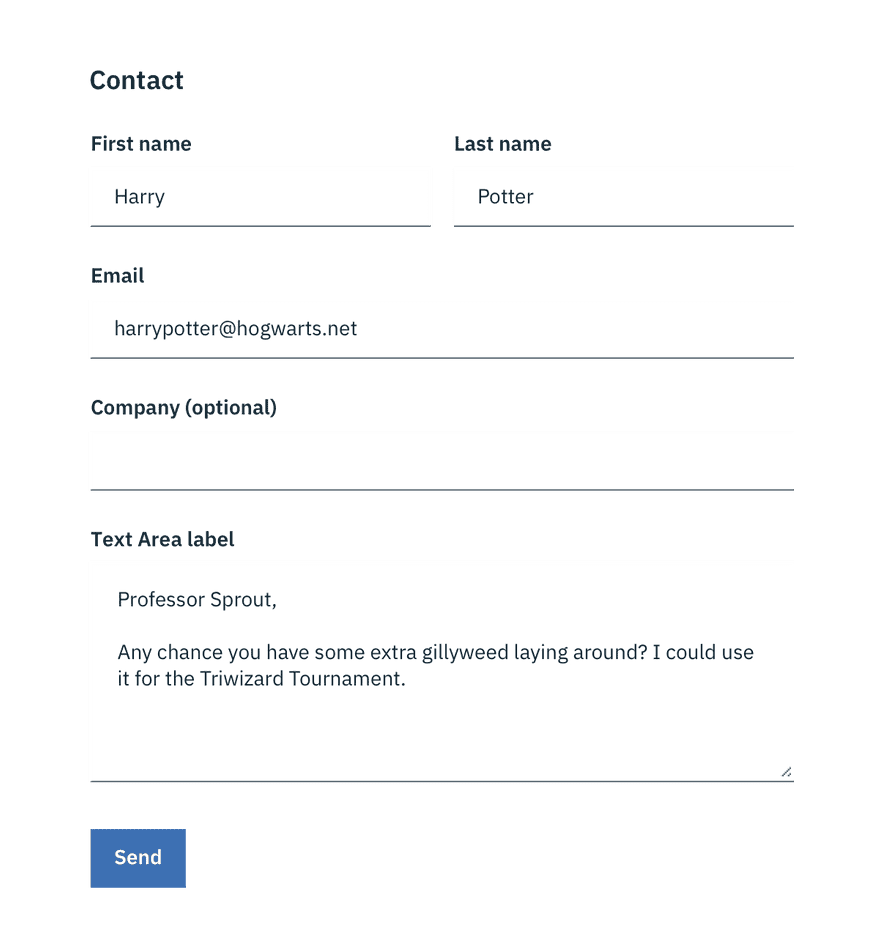 Contact
First name
Last name
Harry
Potter
Email
harrypotter@hogwarts.net
Company (optional)
Text Area label
Professor Sprout,
Any chance you have some extra gillyweed laying around? I could use
it for the Triwizard Tournament.
Send